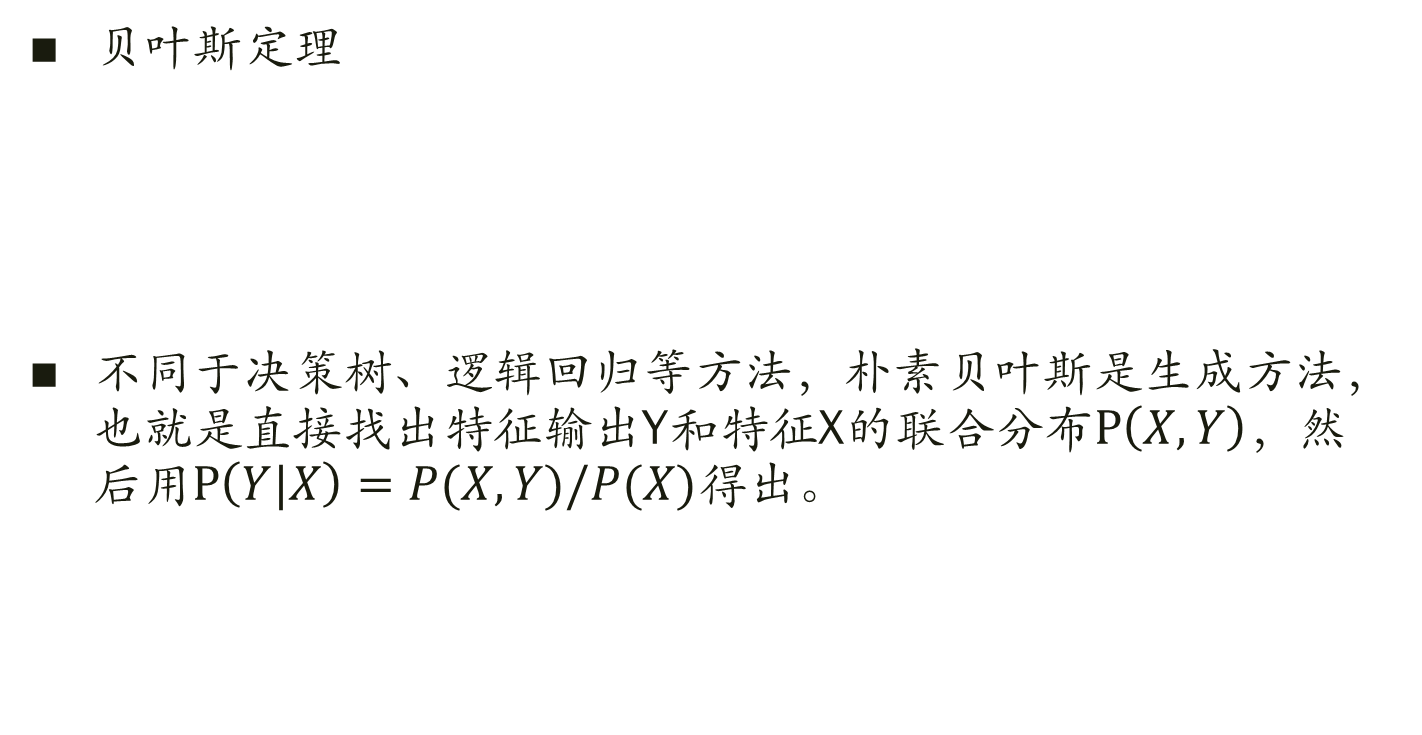 ■ 贝叶斯定理
■ 不同于决策树、逻辑回归等方法，朴素贝叶斯是生成方法，
也就是直接找出特征输出Y和特征X的联合分布P(X,Y)，然
后用P(Y|X) = P(X,Y)/P(X)得出。